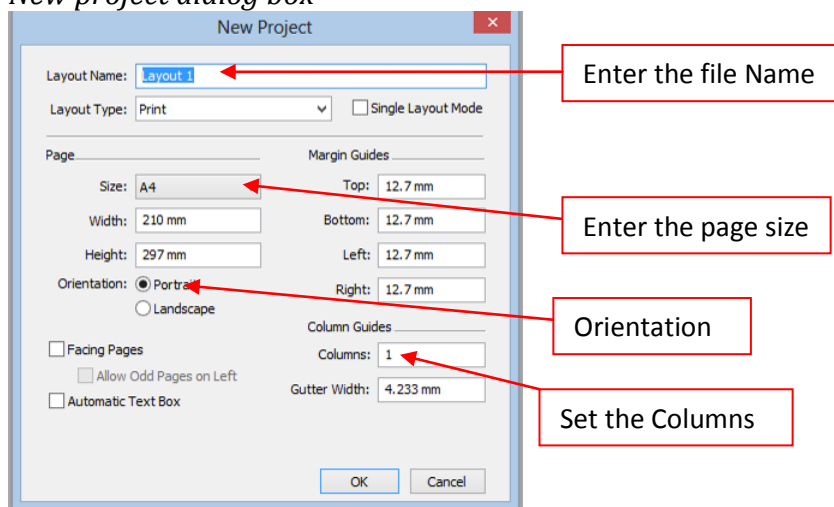 New project dialog box
New Project
Layout Name: Layout 1
Enter the file Name
Layout Type: Print
Single Layout Mode
Page
Margin Guides
Size: A4
Top: 12.7 mm
Width: 210 mm
Bottom: 12.7 mm
Enter the page size
Height: 297 mm
Left: 12.7 mm
Orientation: Portrait
Right: 12.7 mm
Landscape
Orientation
Column Guides
Facing Pages
Columns: 1
Allow Odd Pages on Left
Gutter Width: 4.233 mm
Automatic Text Box
Set the Columns
OK
Cancel